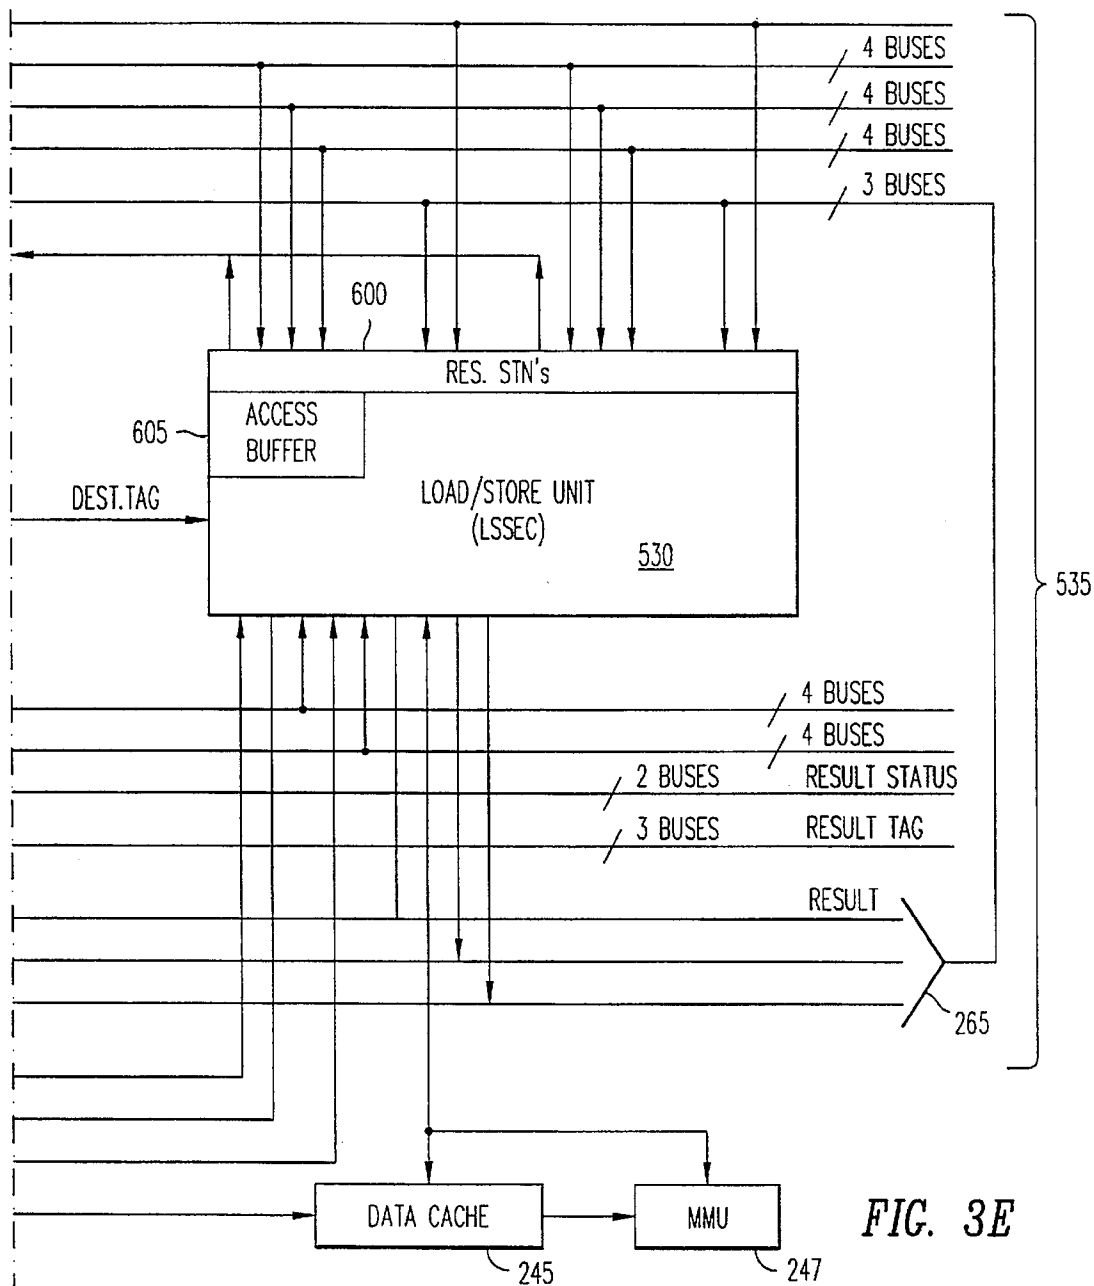 4 BUSES
4 BUSES
4 BUSES
3 BUSES
600
RES. STN's
ACCESS
BUFFER
605
DEST.TAG
LOAD/STORE UNIT
(LSSEC)
530
535
4 BUSES
4 BUSES
2 BUSES RESULT STATUS
3 BUSES RESULT TAG
RESULT
265
DATA CACHE
MMU
245
247
FIG. 3E